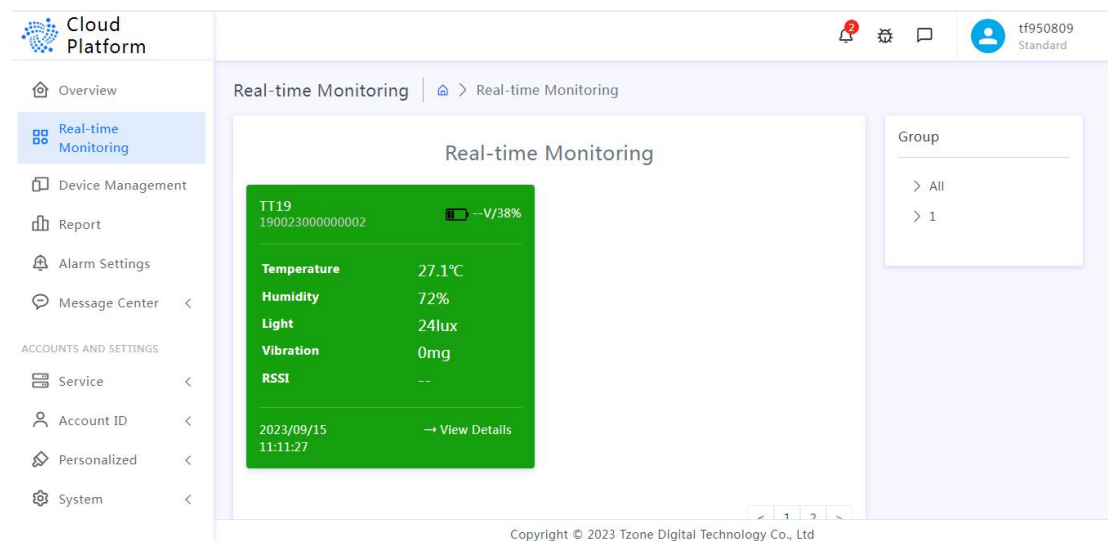 Cloud
Platform
2
tf950809
Standard
Overview
Real-time
Monitoring
Device Management
Report
Alarm Settings
Message Center <
ACCOUNTS AND SETTINGS
Service <
Account ID <
Personalized <
System <
Real-time Monitoring > Real-time Monitoring
Real-time Monitoring
TT19
190023000000002
--V/38%
Temperature 27.1℃
Humidity 72%
Light 24lux
Vibration 0mg
RSSI --
2023/09/15
11:11:27
→ View Details
< 1 2 >
Group
> All
> 1
Copyright © 2023 Tzone Digital Technology Co., Ltd